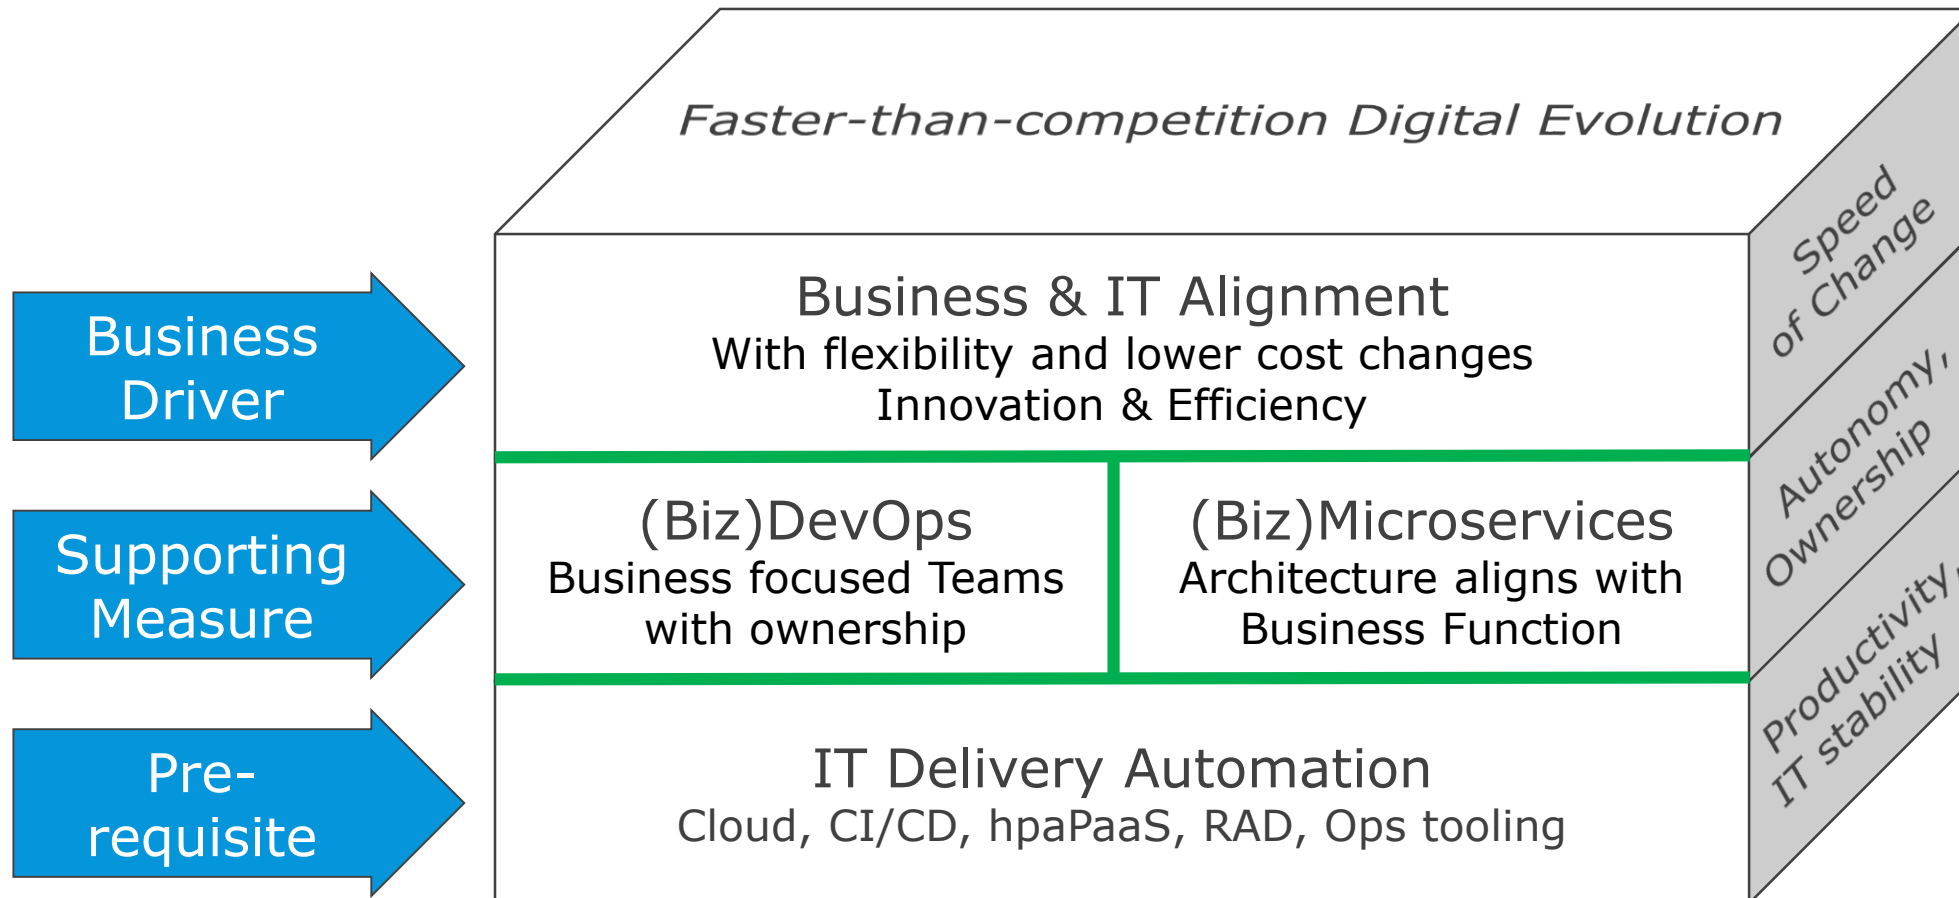 Faster-than-competition Digital Evolution
Business
Driver
Business & IT Alignment
With flexibility and lower cost changes
Innovation & Efficiency
Speed
of Change
Supporting
Measure
(Biz)DevOps
Business focused Teams
with ownership
(Biz)Microservices
Architecture aligns with
Business Function
Autonomy,
Ownership
Pre-
requisite
IT Delivery Automation
Cloud, CI/CD, hpaPaaS, RAD, Ops tooling
Productivity,
IT stability